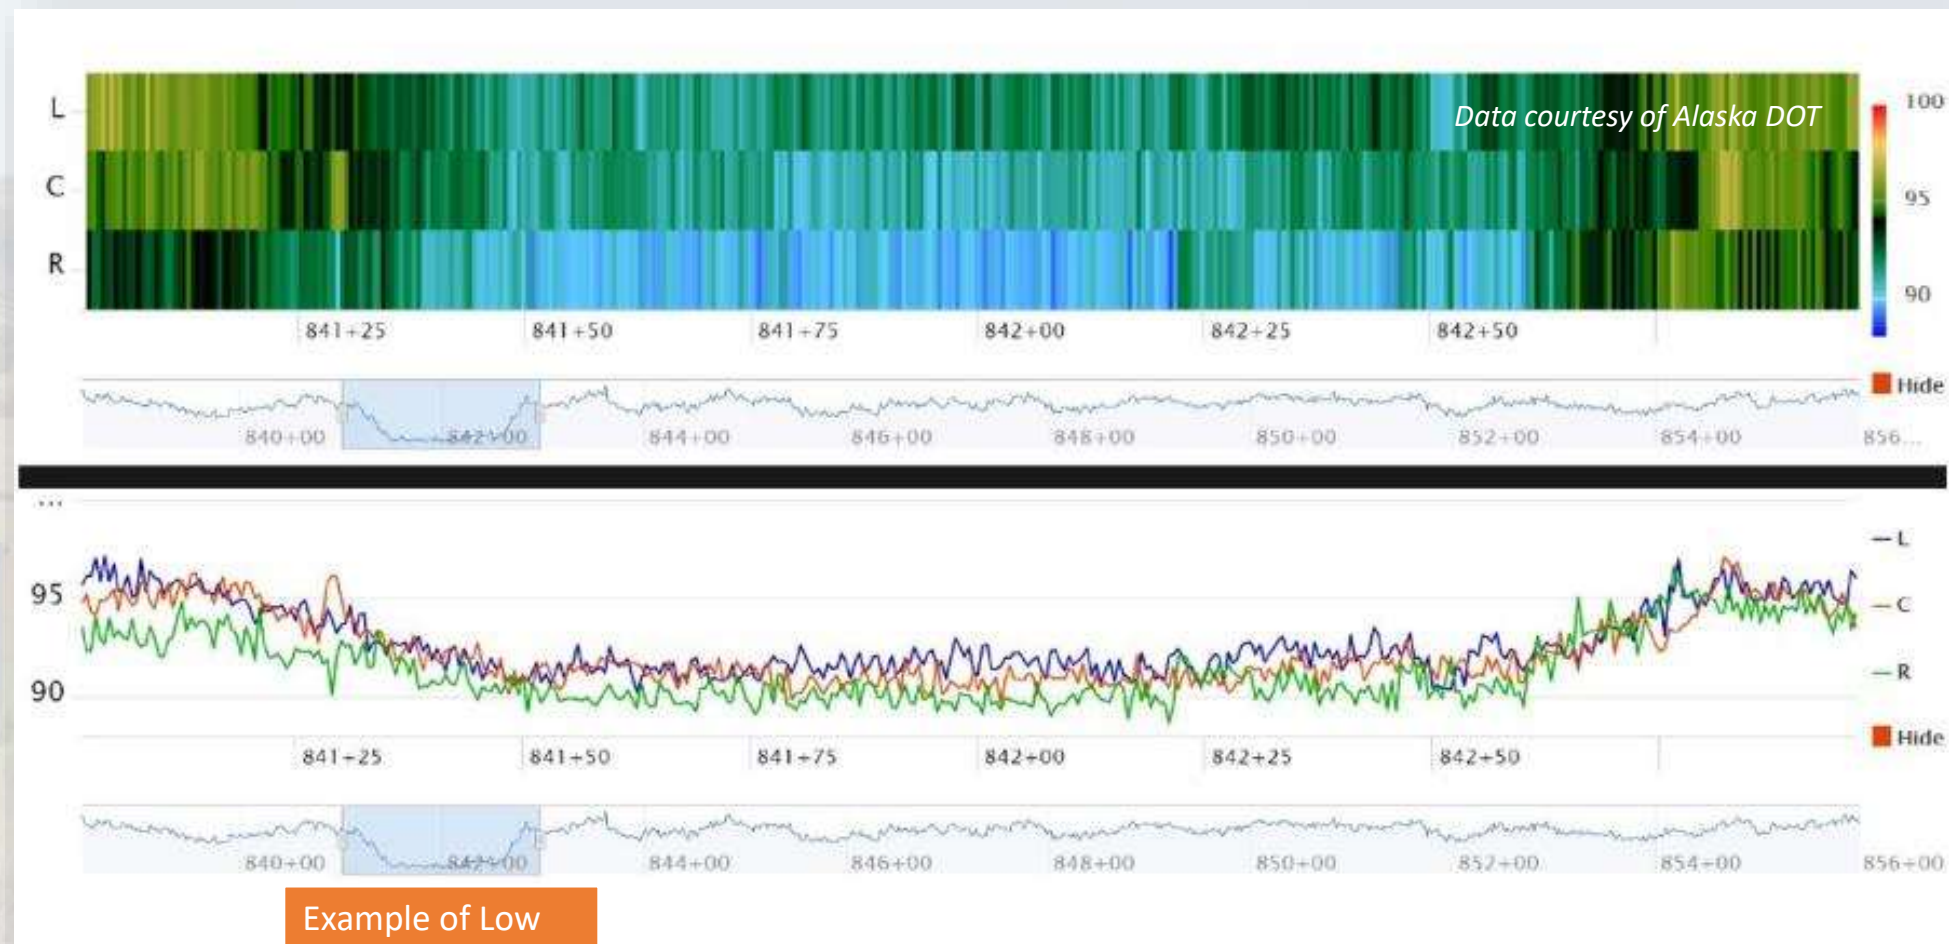 L
Data courtesy of Alaska DOT
100
C
95
R
90
841+25 841+50 841+75 842+00 842+25 842+50
Hide
840+00 842+00 844+00 846+00 848+00 850+00 852+00 854+00 856...
...
L
95
C
R
90
Hide
841+25 841+50 841+75 842+00 842+25 842+50
840+00 842+00 844+00 846+00 848+00 850+00 852+00 854+00 856+00
Example of Low